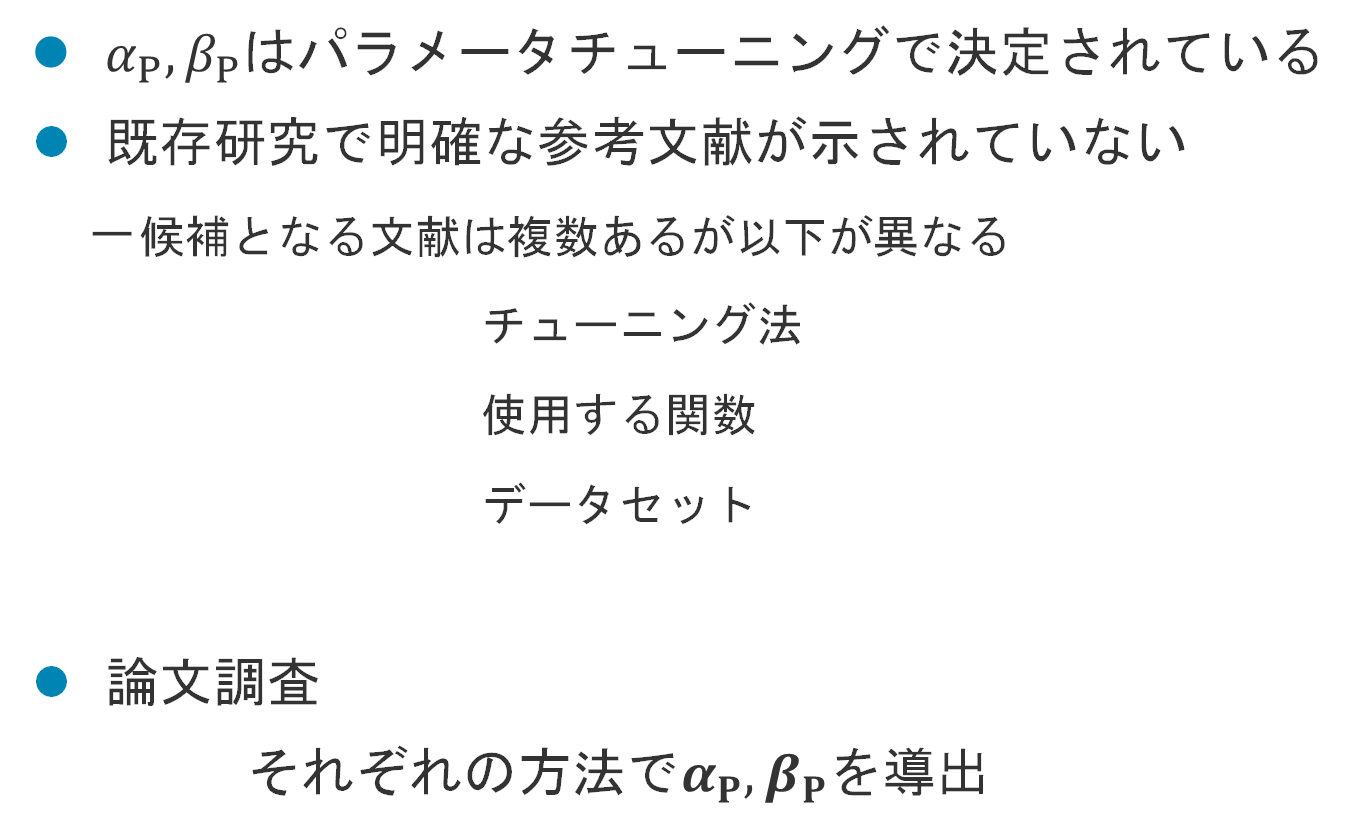 ● α_P, β_Pはパラメータチューニングで決定されている
● 既存研究で明確な参考文献が示されていない
ー候補となる文献は複数あるが以下が異なる
チューニング法
使用する関数
データセット
● 論文調査
それぞれの方法でα_P, β_Pを導出